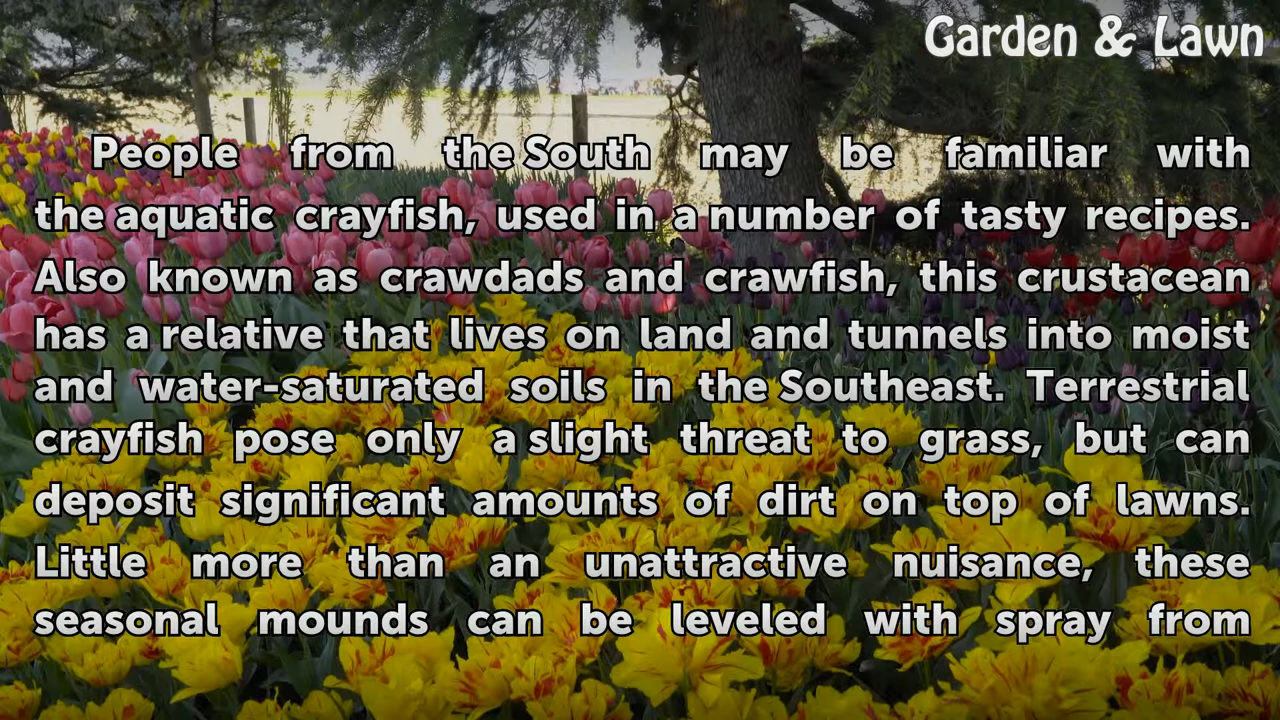 Garden & Lawn
People from the South may be familiar with
the aquatic crayfish, used in a number of tasty recipes.
Also known as crawdads and crawfish, this crustacean
has a relative that lives on land and tunnels into moist
and water-saturated soils in the Southeast. Terrestrial
crayfish pose only a slight threat to grass, but can
deposit significant amounts of dirt on top of lawns.
Little more than an unattractive nuisance, these
seasonal mounds can be leveled with spray from